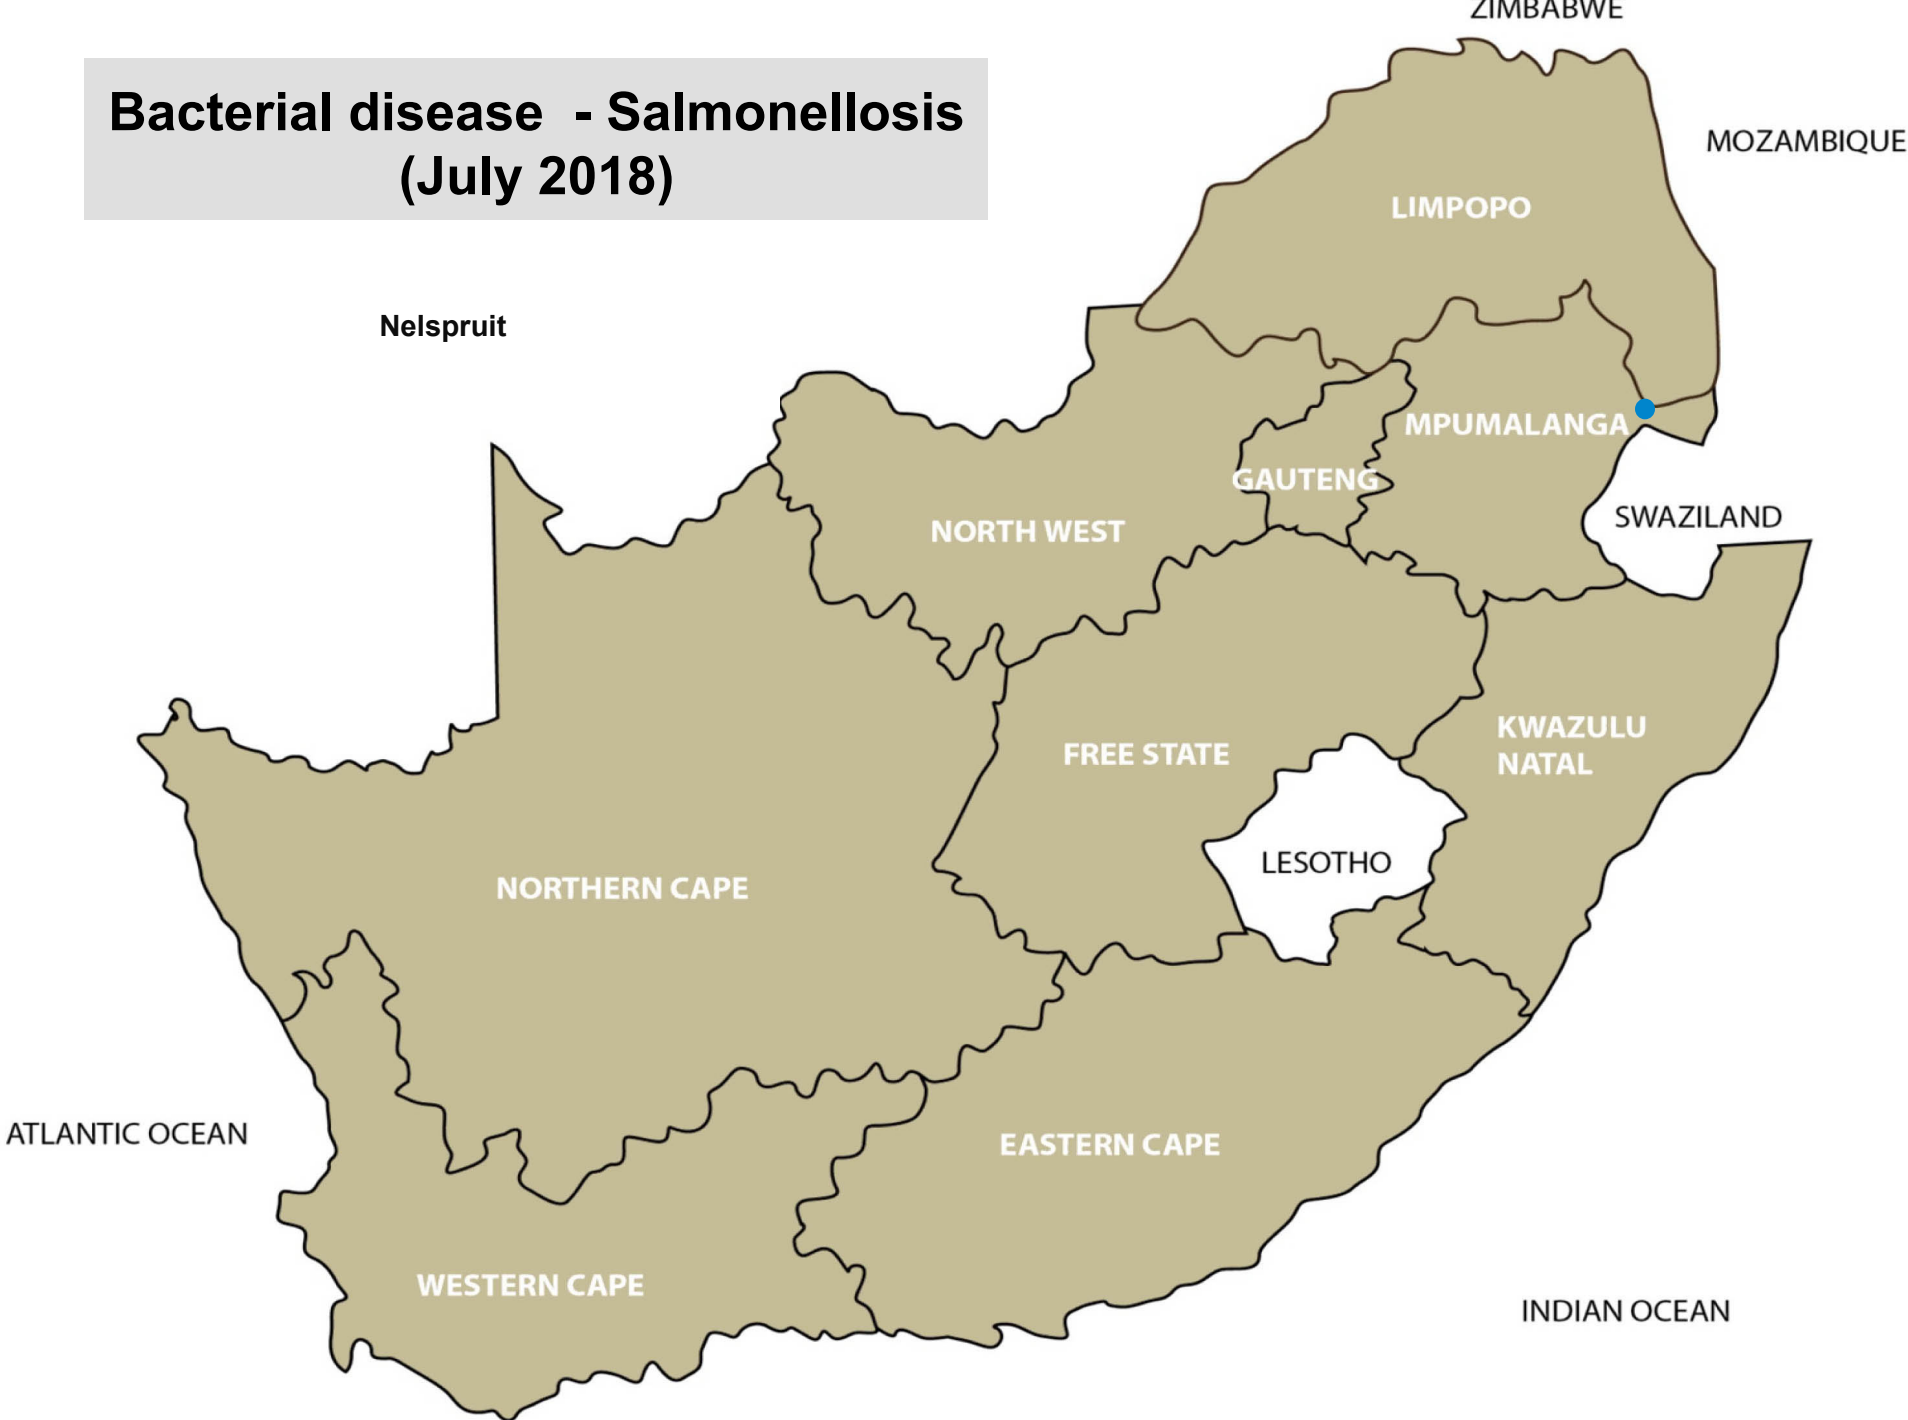 ZIMBABWE
Bacterial disease - Salmonellosis
(July 2018)
MOZAMBIQUE
LIMPOPO
Nelspruit
MPUMALANGA
GAUTENG
SWAZILAND
NORTH WEST
KWAZULU
NATAL
FREE STATE
LESOTHO
NORTHERN CAPE
ATLANTIC OCEAN
EASTERN CAPE
WESTERN CAPE
INDIAN OCEAN